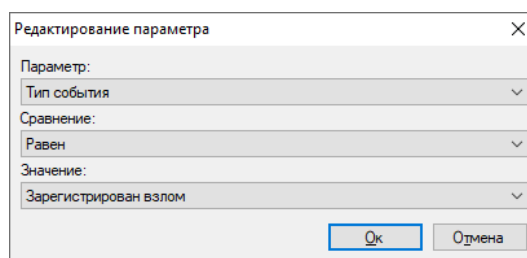 Редактирование параметра
Параметр:
Тип события
Сравнение:
Равен
Значение:
Зарегистрирован взлом
Ок Отмена